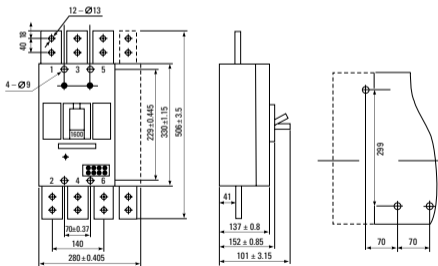 12 – Ø13
40 18
1 3 5
4 – Ø9
1600
229 ± 0.445
330 ± 1.15
506 ± 3.5
2 4 6
70±0.37
140
280 ± 0.405
41
137 ± 0.8
152 ± 0.85
101 ± 3.15
299
70 70